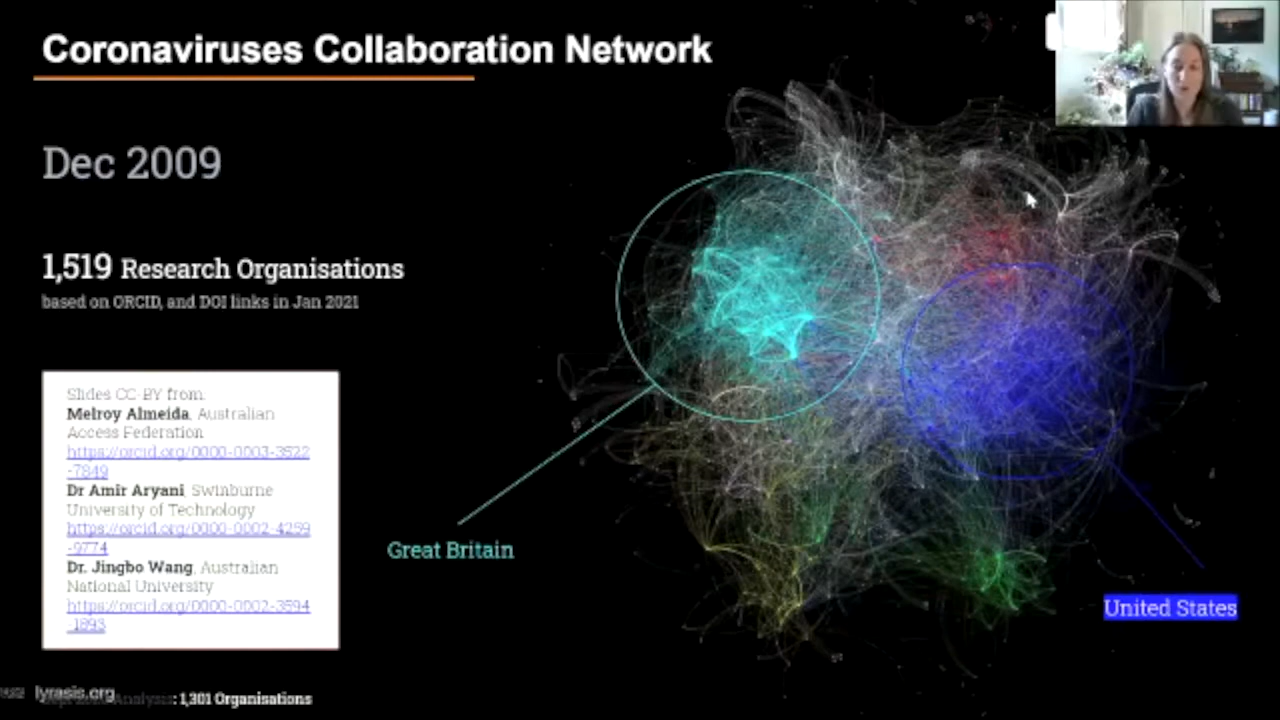 Coronaviruses Collaboration Network
Dec 2009
1,519 Research Organisations
based on ORCID, and DOI links in Jan 2021
Slides CC-BY from:
Melroy Almeida, Australian
Access Federation
https://orcid.org/0000-0003-3522
-7849
Dr Amir Aryani, Swinburne
University of Technology
https://orcid.org/0000-0002-4259
-9774
Dr. Jingbo Wang, Australian
National University
https://orcid.org/0000-0002-3594
-1893
Great Britain
United States
lyrasis.org
Analysis: 1,301 Organisations